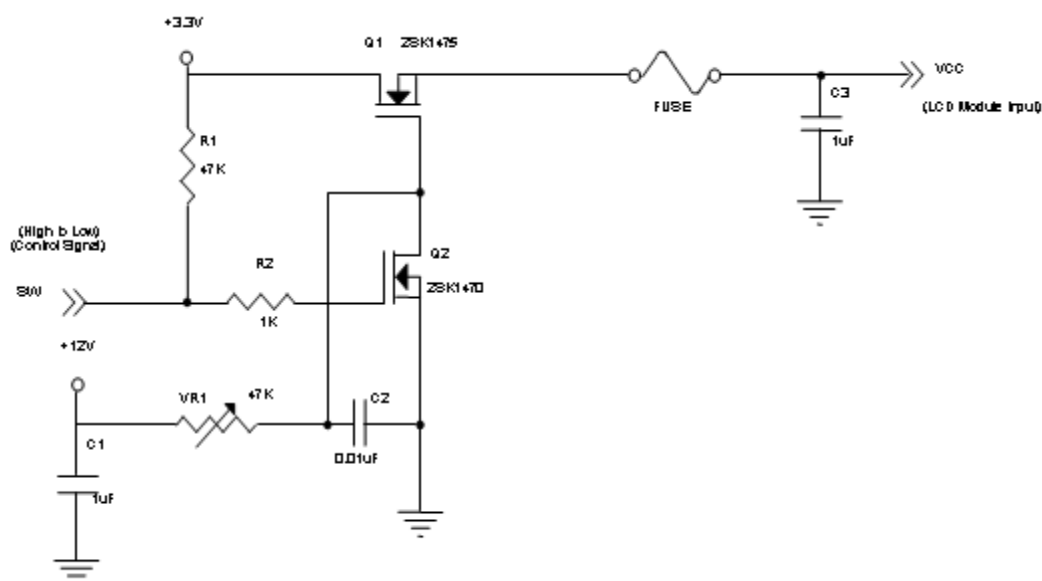 +3.3V
Q1 2SK1475
VCC
(LCD Module Input)
FUSE
C3
1uF
R1
47K
(High to Low)
(Control Signal)
SW
R2
1K
Q2
2SK1470
+12V
VR1
47K
C2
0.01uF
C1
1uF